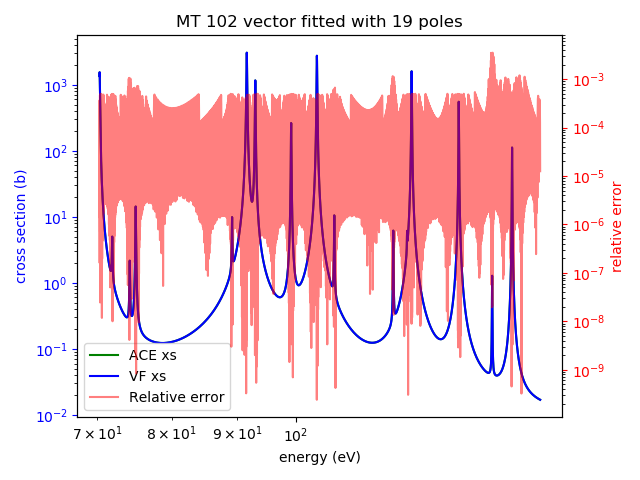 MT 102 vector fitted with 19 poles
10³
10²
10¹
10⁰
10⁻¹
10⁻²
cross section (b)
10⁻³
10⁻⁴
10⁻⁵
10⁻⁶
10⁻⁷
10⁻⁸
10⁻⁹
relative error
ACE xs
VF xs
Relative error
7 × 10¹
8 × 10¹
9 × 10¹
10²
energy (eV)